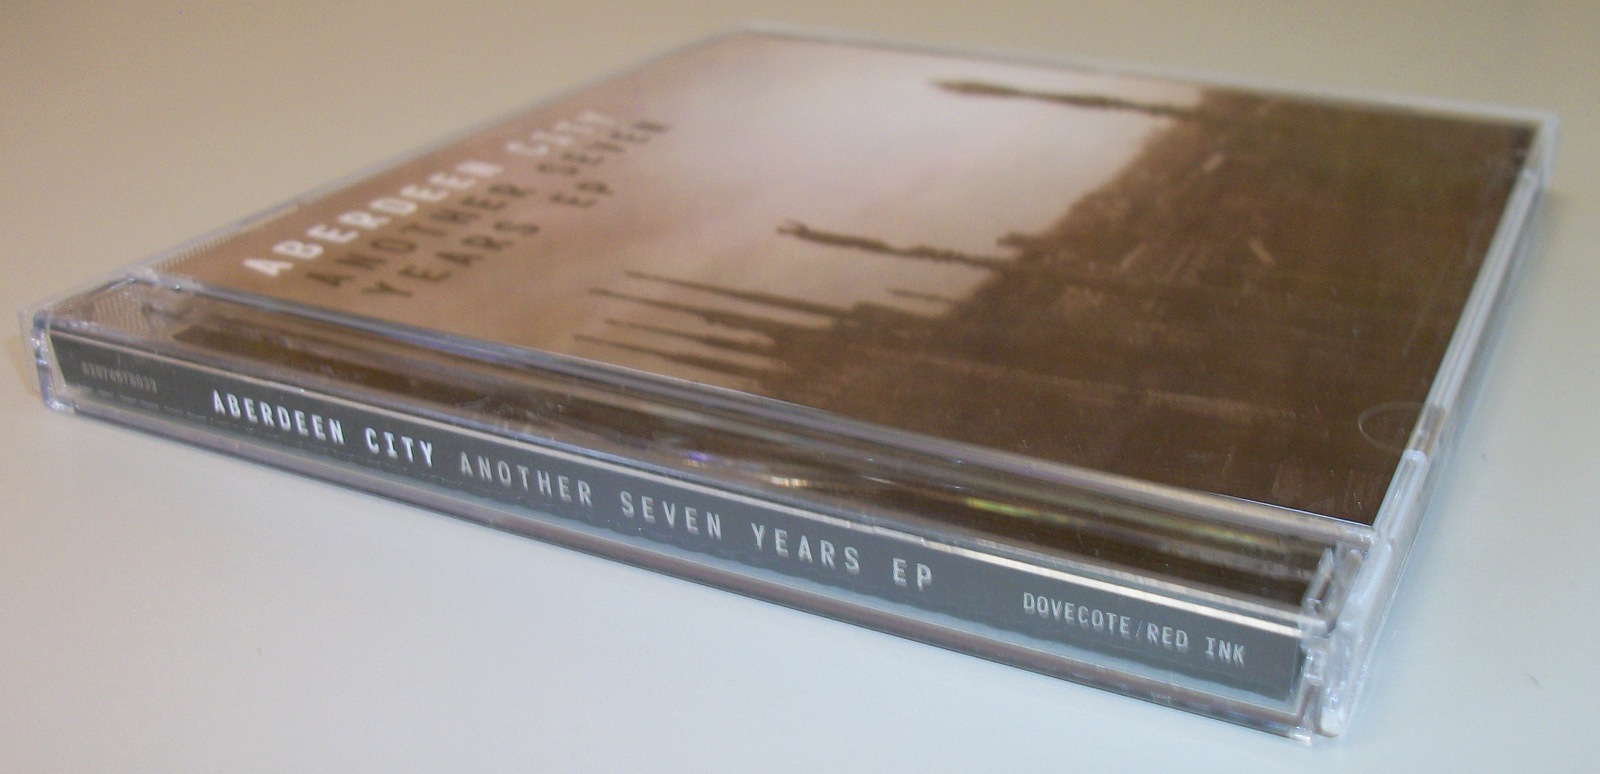 ABERDEEN CITY
ANOTHER SEVEN
YEARS EP
ABERDEEN CITY ANOTHER SEVEN YEARS EP DOVECOTE/RED INK